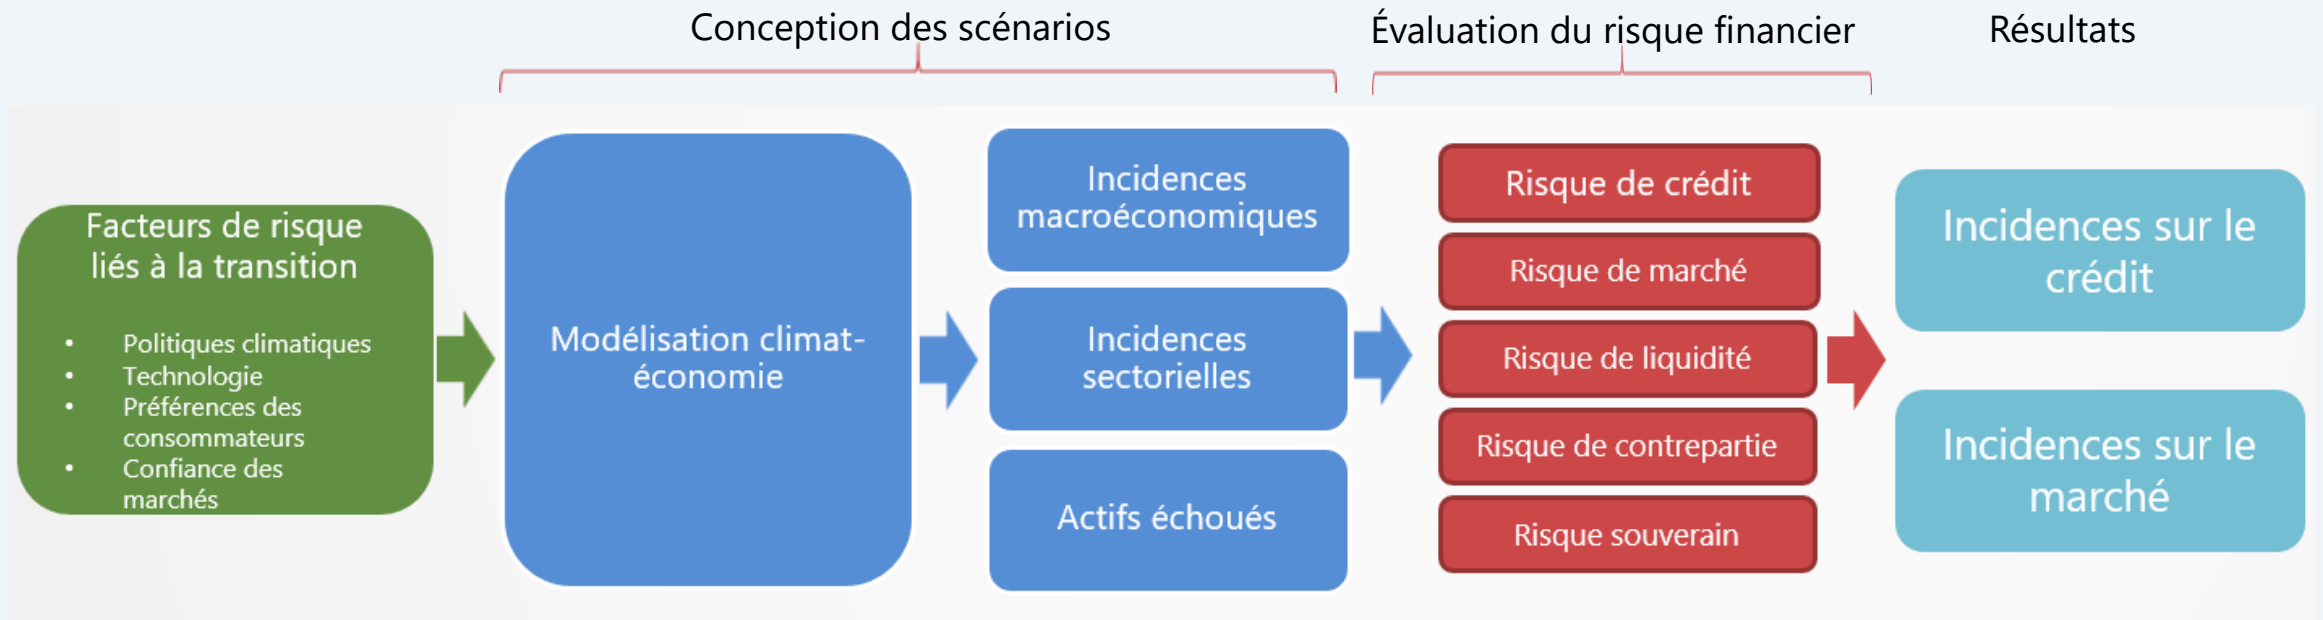 Conception des scénarios
Évaluation du risque financier
Résultats
Facteurs de risque
liés à la transition
• Politiques climatiques
• Technologie
• Préférences des
consommateurs
• Confiance des
marchés
Modélisation climat-
économie
Incidences
macroéconomiques
Incidences
sectorielles
Actifs échoués
Risque de crédit
Risque de marché
Risque de liquidité
Risque de contrepartie
Risque souverain
Incidences sur le
crédit
Incidences sur le
marché